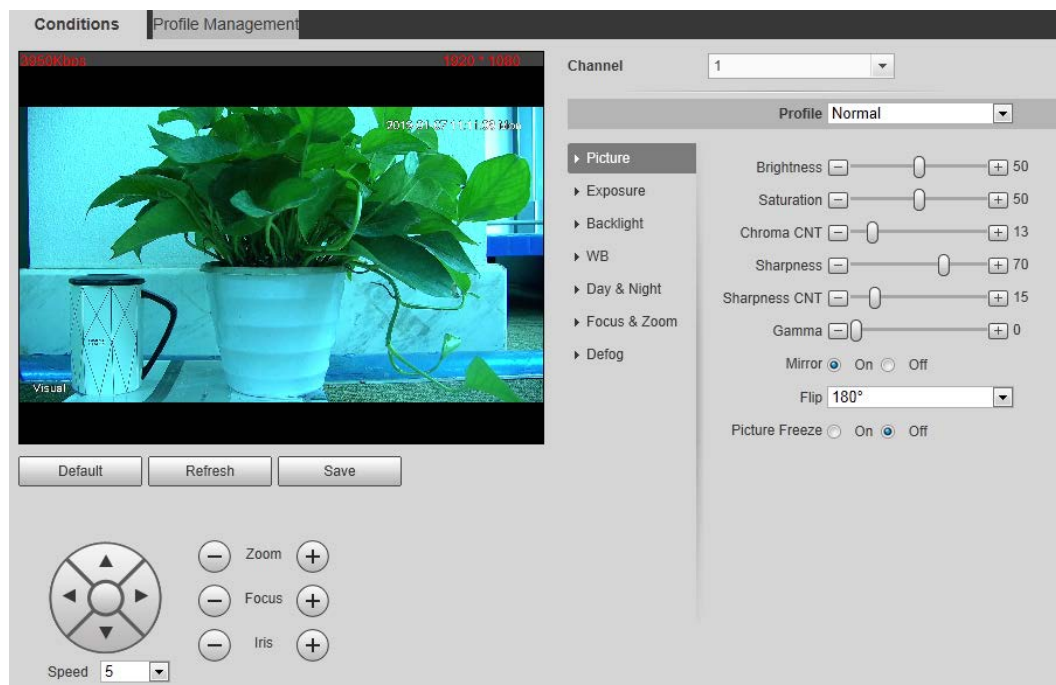 Conditions
Profile Management
3950Kbps
1920 * 1080
Visual
Default
Refresh
Save
Zoom
Focus
Iris
Speed 5
Channel 1
Profile Normal
Picture
Exposure
Backlight
WB
Day & Night
Focus & Zoom
Defog
Brightness 50
Saturation 50
Chroma CNT 13
Sharpness 70
Sharpness CNT 15
Gamma 0
Mirror On Off
Flip 180°
Picture Freeze On Off